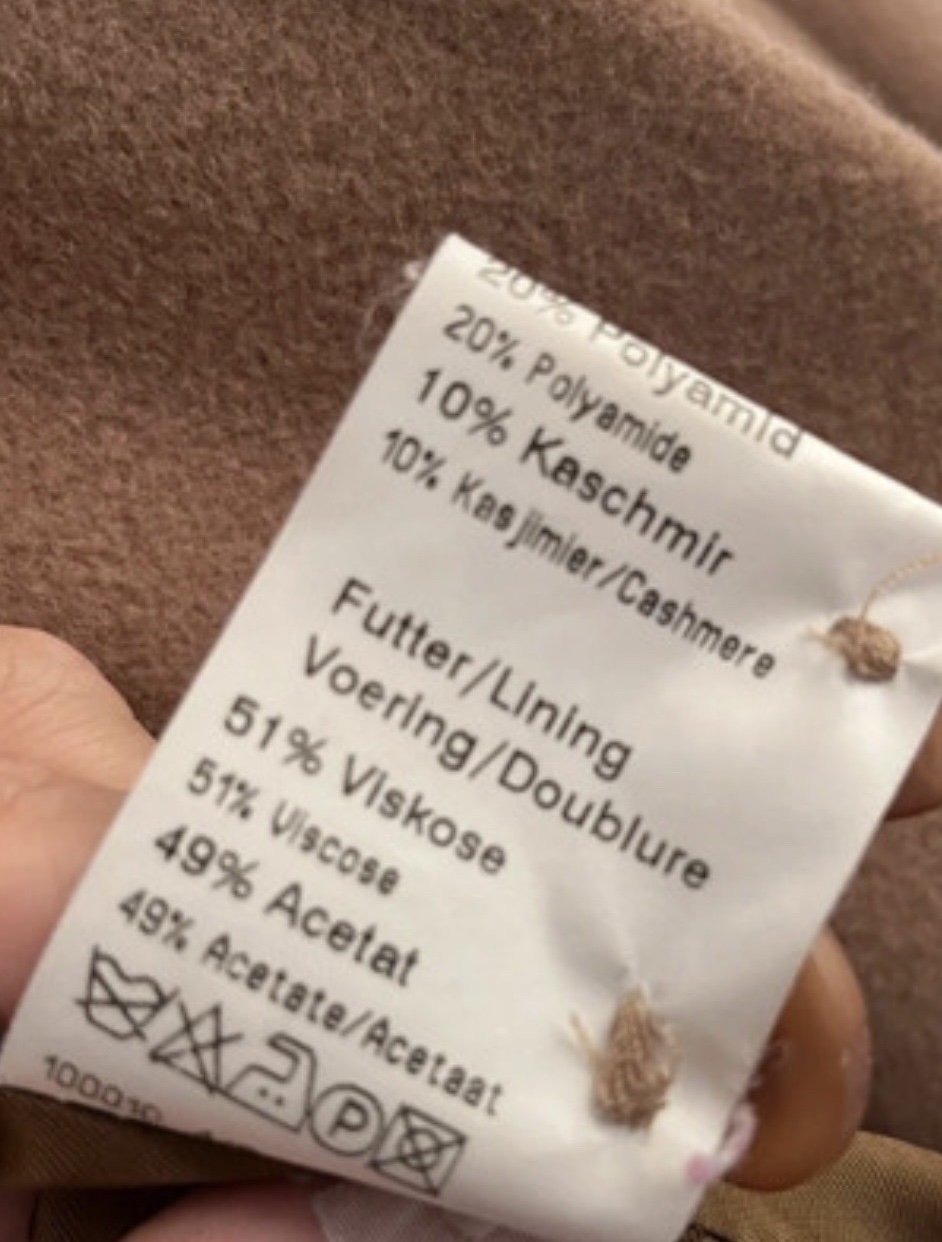 20% Polyamid
20% Polyamide
10% Kaschmir
10% Kasjimier/Cashmere
Futter/Lining
Voering/Doublure
51% Viskose
51% Viscose
49% Acetat
49% Acetate/Acetaat
P